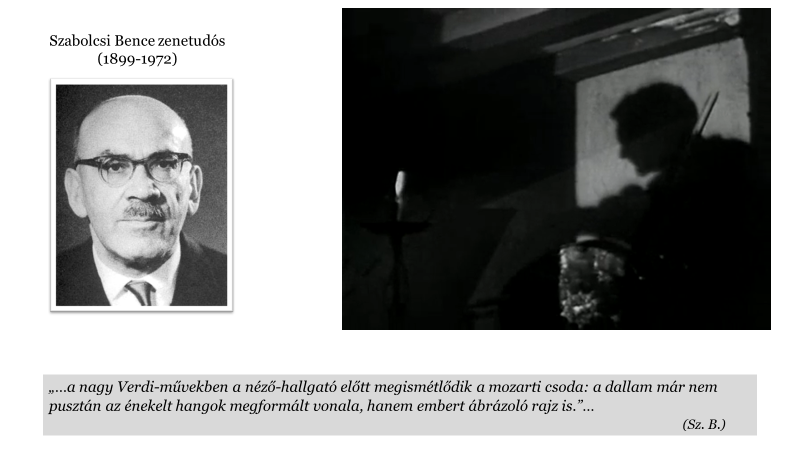 Szabolcsi Bence zenetudós
(1899-1972)
„…a nagy Verdi-művekben a néző-hallgató előtt megismétlődik a mozarti csoda: a dallam már nem
pusztán az énekelt hangok megformált vonala, hanem embert ábrázoló rajz is.”…
(Sz. B.)